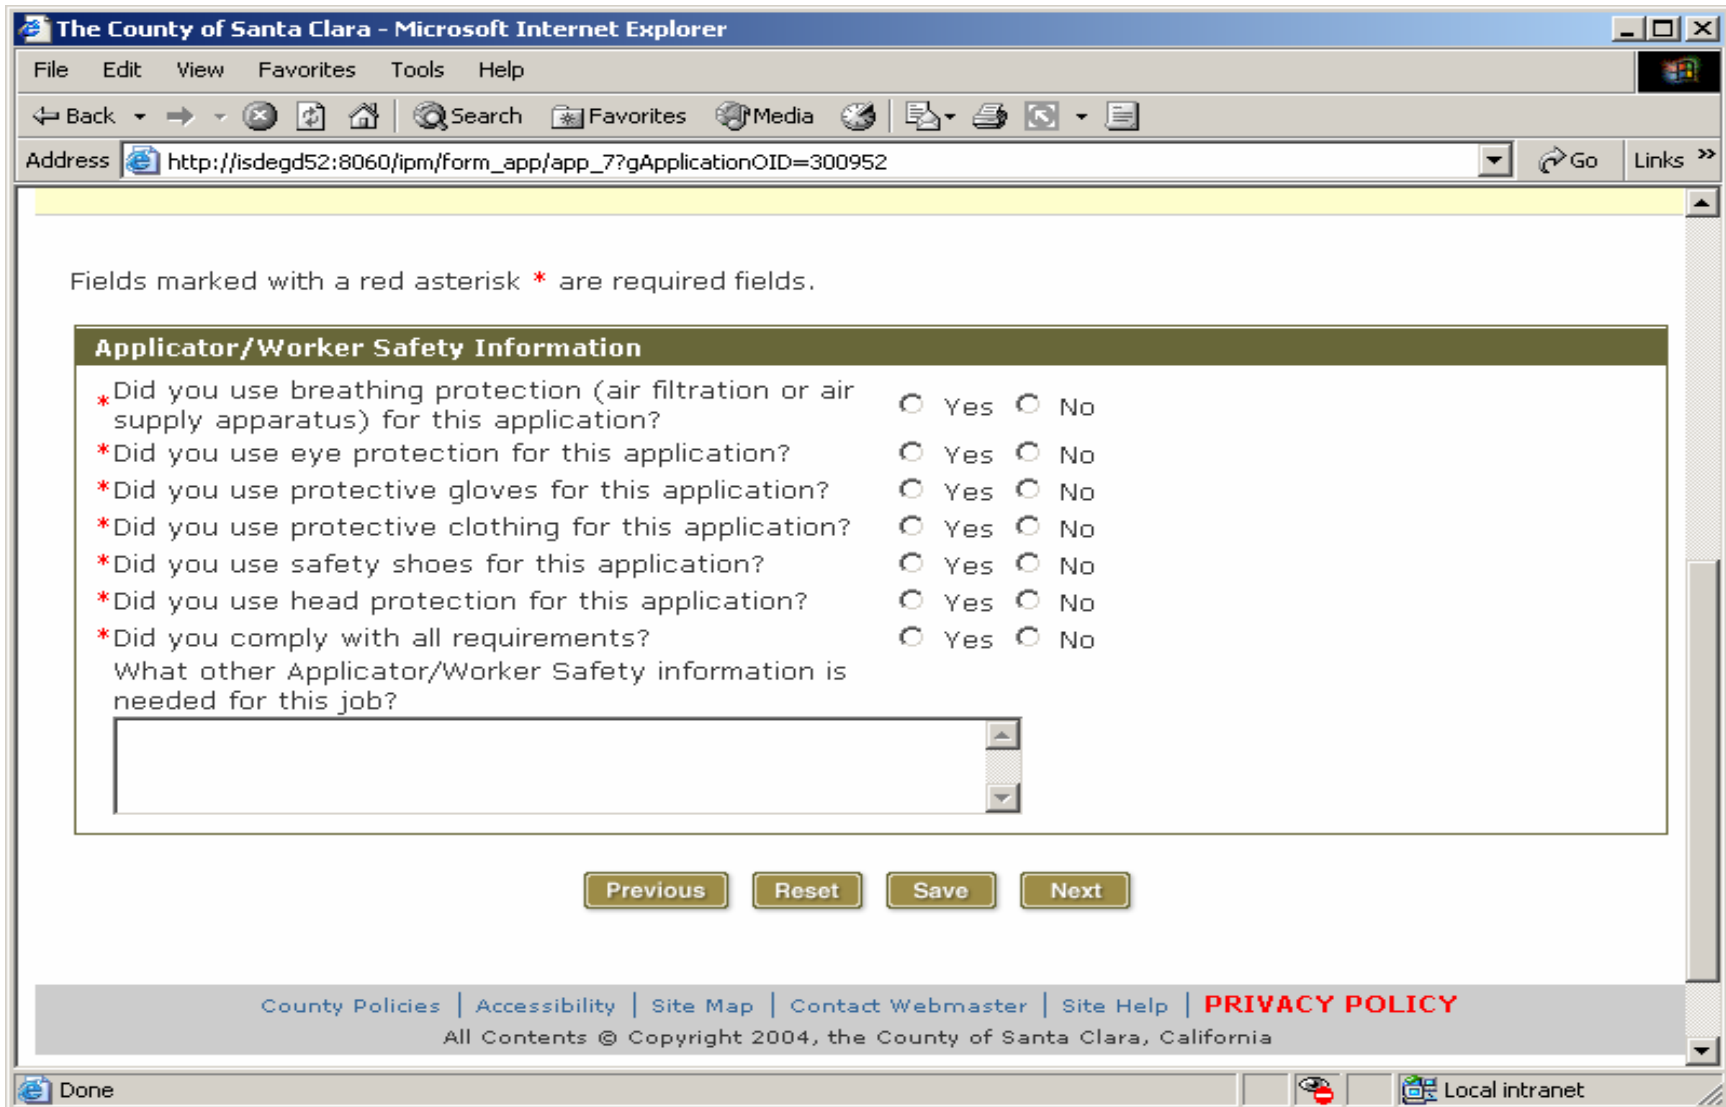 The County of Santa Clara - Microsoft Internet Explorer
File Edit View Favorites Tools Help
Back Search Favorites Media
Address http://isdegd52:8060/ipm/form_app/app_7?gApplicationOID=300952 Go Links »
Fields marked with a red asterisk * are required fields.
Applicator/Worker Safety Information
*Did you use breathing protection (air filtration or air
supply apparatus) for this application? Yes No
*Did you use eye protection for this application? Yes No
*Did you use protective gloves for this application? Yes No
*Did you use protective clothing for this application? Yes No
*Did you use safety shoes for this application? Yes No
*Did you use head protection for this application? Yes No
*Did you comply with all requirements? Yes No
What other Applicator/Worker Safety information is
needed for this job?
Previous Reset Save Next
County Policies | Accessibility | Site Map | Contact Webmaster | Site Help | PRIVACY POLICY
All Contents © Copyright 2004, the County of Santa Clara, California
Done Local intranet